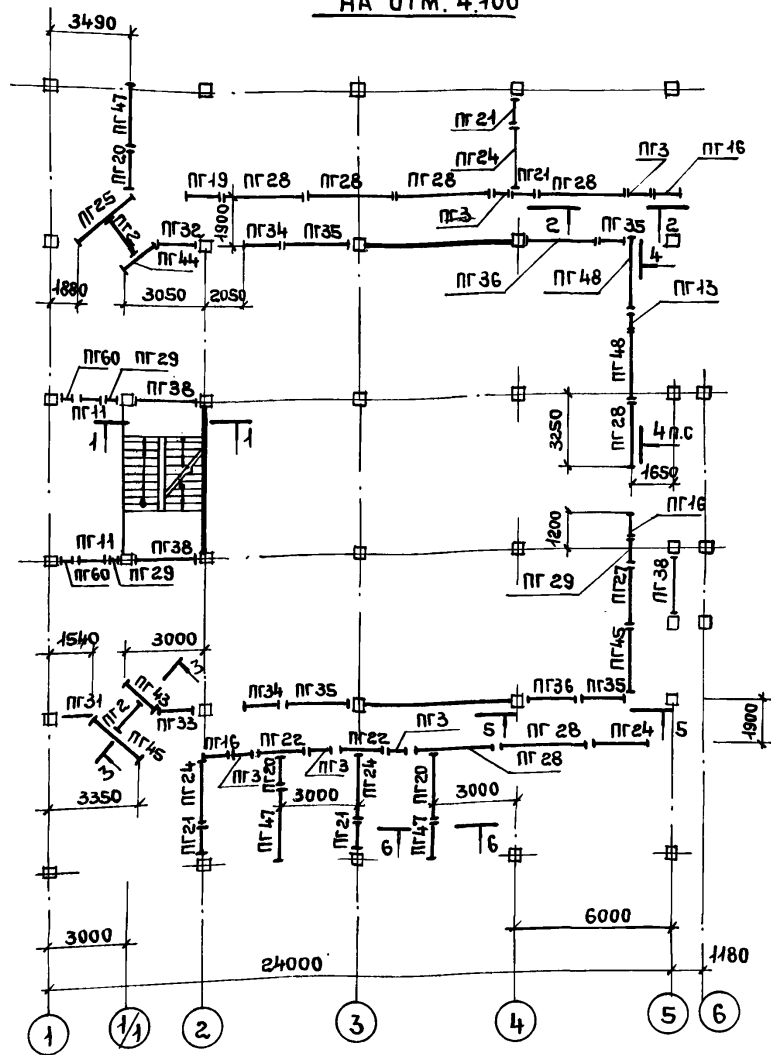 НА ОТМ. 4.100
3490
ПГ47
ПГ20
ПГ21
ПГ24
ПГ3
ПГ16
ПГ19
ПГ28
ПГ28
ПГ28
ПГ21
ПГ28
ПГ3
ПГ25
ПГ2
ПГ32
ПГ44
1900
ПГ34
ПГ35
2
ПГ35
2
4
ПГ36
ПГ48
ПГ13
1880
3050
2050
ПГ60
ПГ29
ПГ11
ПГ38
ПГ48
1
1
ПГ28
3250
4 п.с
1650
ПГ16
1200
ПГ11
ПГ38
ПГ60
ПГ29
ПГ29
ПГ27
ПГ38
ПГ45
1540
3000
3
ПГ31
ПГ43
ПГ2
ПГ33
ПГ45
3
ПГ34
ПГ35
ПГ36
ПГ35
5
5
1900
ПГ16
ПГ3
ПГ22
ПГ3
ПГ22
ПГ3
ПГ28
ПГ28
ПГ24
3350
ПГ24
ПГ21
ПГ20
ПГ47
3000
ПГ24
ПГ21
ПГ20
ПГ47
3000
6
6
3000
6000
24000
1180
1
1/1
2
3
4
5
6